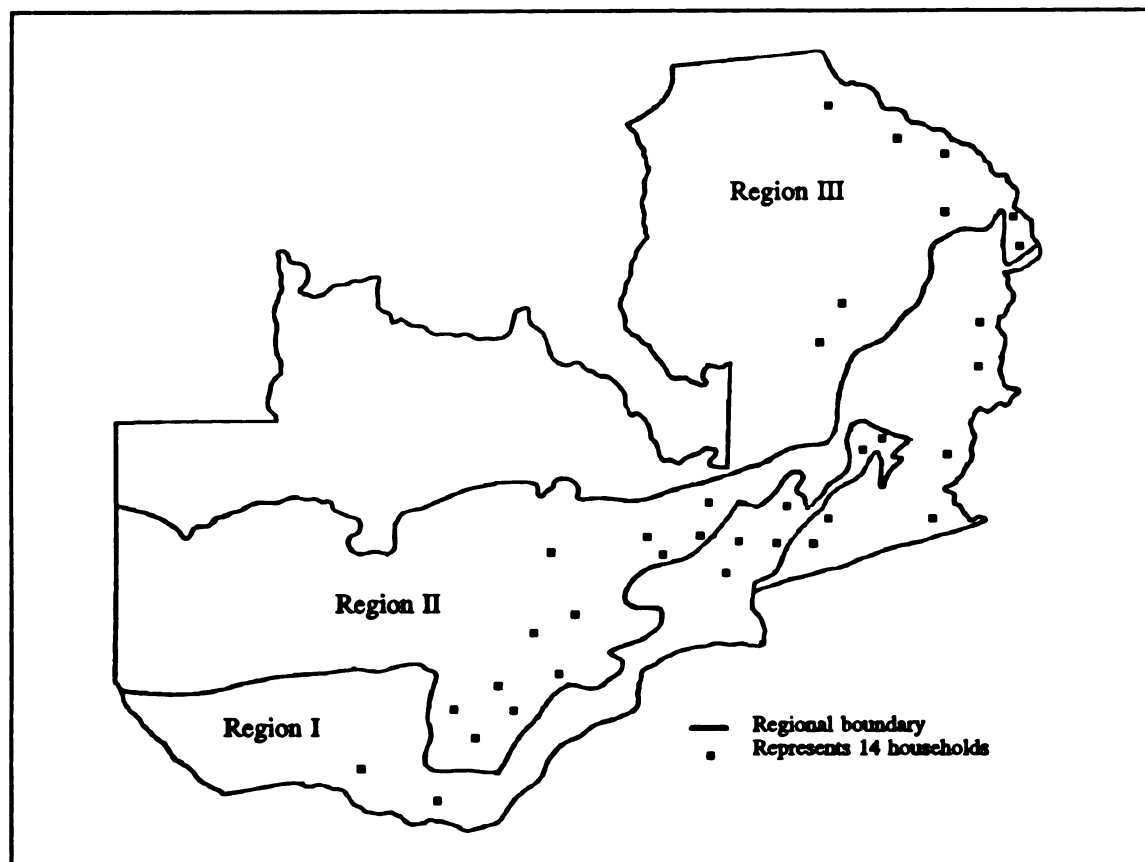 Region III
Region II
Region I
Regional boundary
Represents 14 households